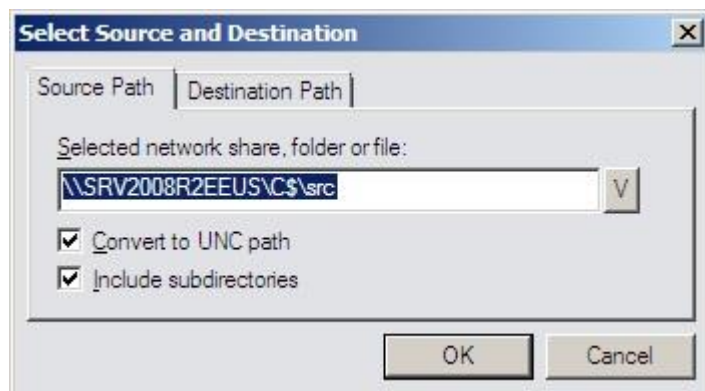 Select Source and Destination
Source Path Destination Path
Selected network share, folder or file:
\\SRV2008R2EEUS\C$\src V
Convert to UNC path
Include subdirectories
OK Cancel